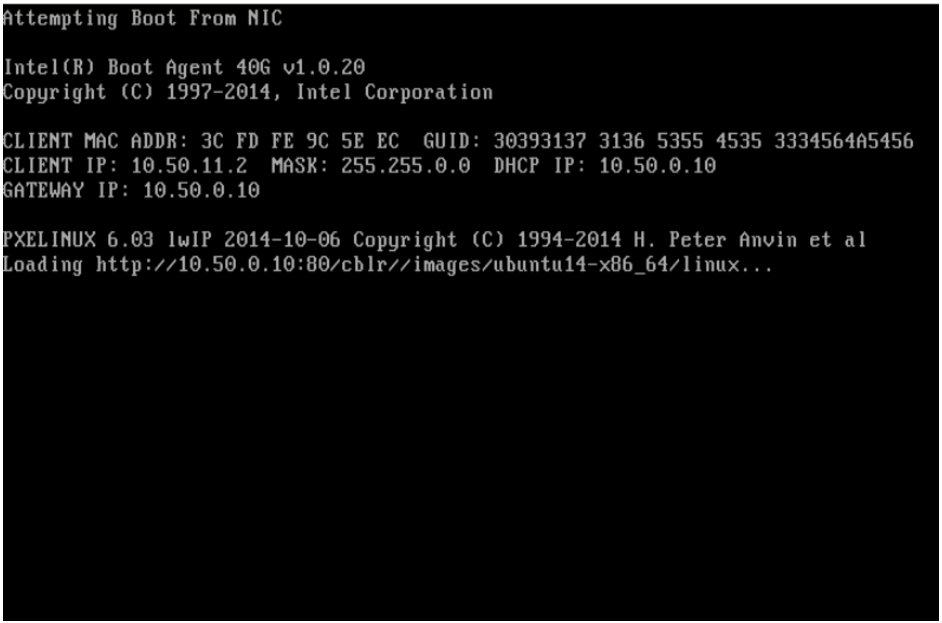 Attempting Boot From NIC
Intel(R) Boot Agent 40G v1.0.20
Copyright (C) 1997-2014, Intel Corporation
CLIENT MAC ADDR: 3C FD FE 9C 5E EC  GUID: 30393137 3136 5355 4535 3334564A5456
CLIENT IP: 10.50.11.2  MASK: 255.255.0.0  DHCP IP: 10.50.0.10
GATEWAY IP: 10.50.0.10
PXELINUX 6.03 lwIP 2014-10-06 Copyright (C) 1994-2014 H. Peter Anvin et al
Loading http://10.50.0.10:80/cblr//images/ubuntu14-x86_64/linux...